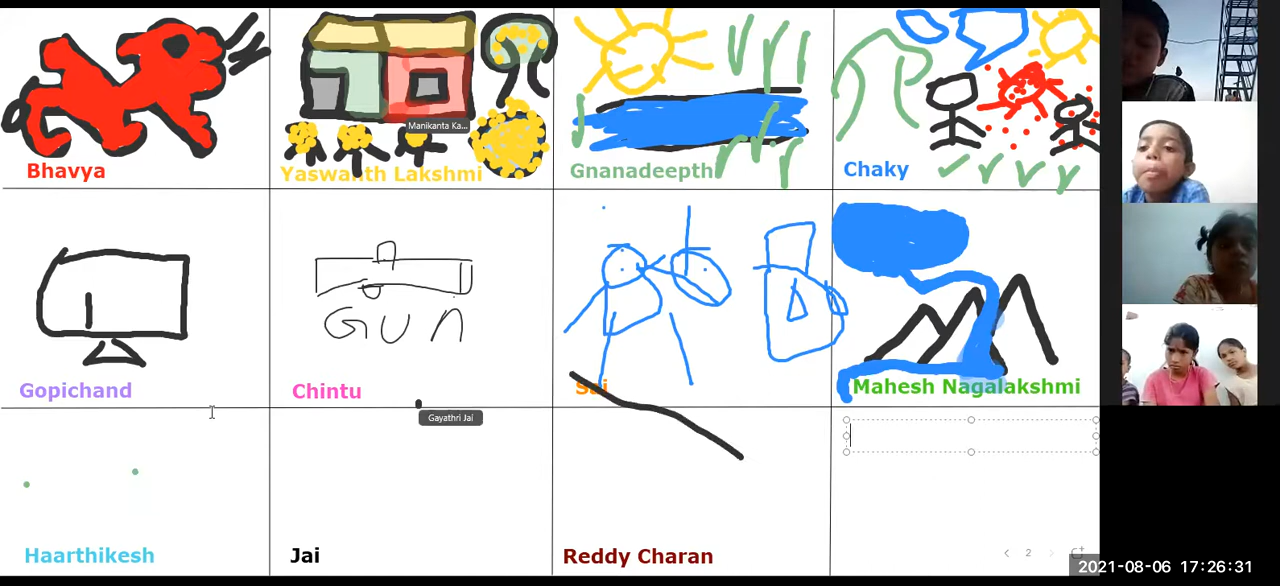 Manikanta Ka...
Bhavya
Yaswanth Lakshmi
Gnanadeepth
Chaky
GUN
Gopichand
Chintu
Sai
Mahesh Nagalakshmi
Gayathri Jai
Haarthikesh
Jai
Reddy Charan
2
2021-08-06 17:26:31